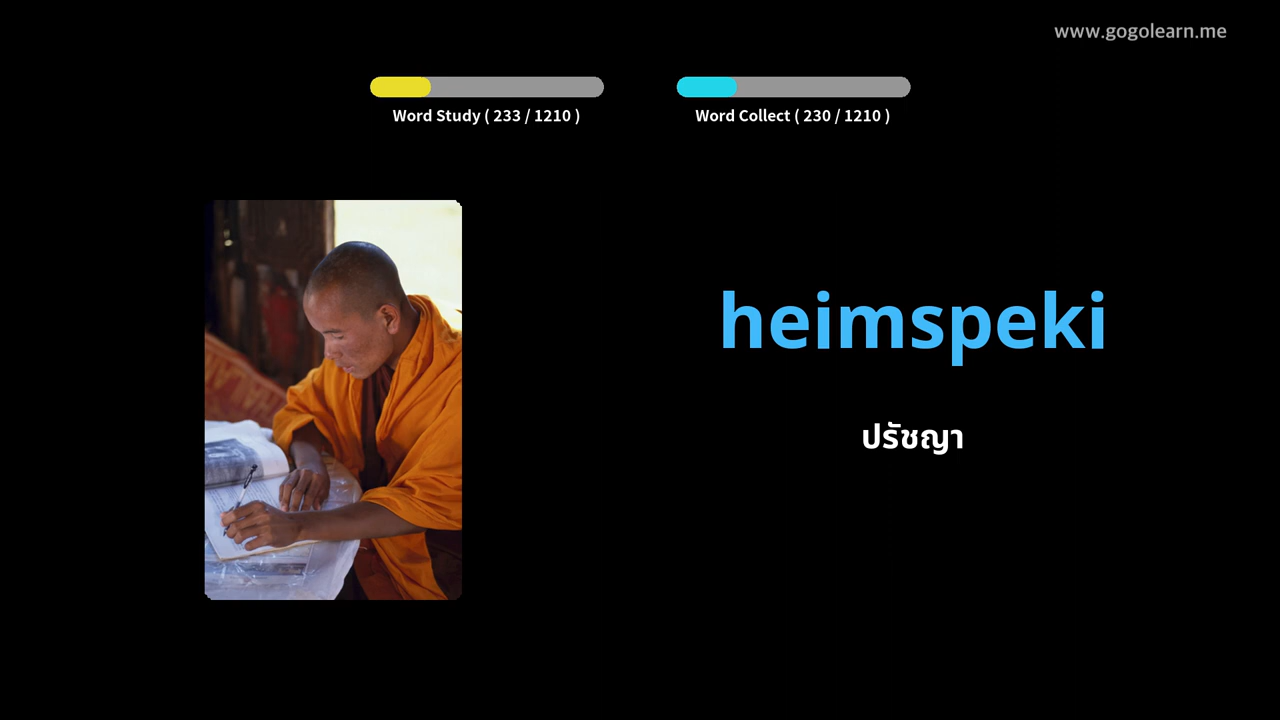 www.gogolearn.me
Word Study ( 233 / 1210 )
Word Collect ( 230 / 1210 )
heimspeki
ปรัชญา